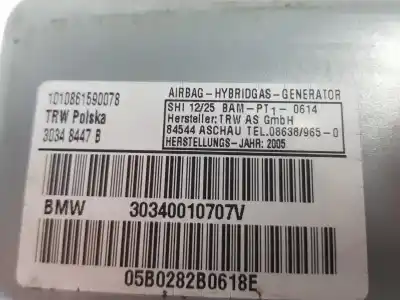 1010861590078
TRW Polska
3034 8447 B
AIRBAG-HYBRIDGAS-GENERATOR
SHI 12/25 BAM-PT1-0614
Hersteller: TRW AS GmbH
84544 ASCHAU TEL.08638/965-0
HERSTELLUNGS-JAHR: 2005
BMW 30340010707V
05B0282B0618E